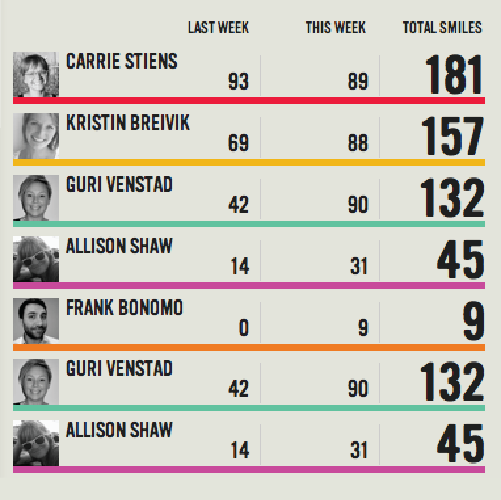 LAST WEEK THIS WEEK TOTAL SMILES
CARRIE STIENS
93 89 181
KRISTIN BREIVIK
69 88 157
GURI VENSTAD
42 90 132
ALLISON SHAW
14 31 45
FRANK BONOMO
0 9 9
GURI VENSTAD
42 90 132
ALLISON SHAW
14 31 45